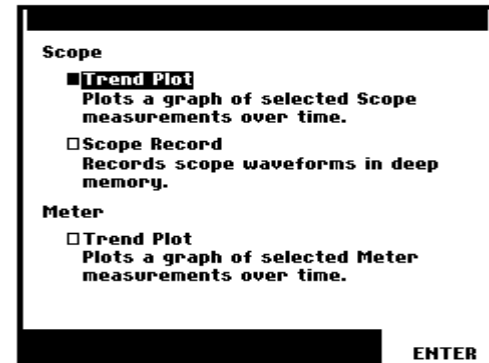 Scope
Trend Plot
Plots a graph of selected Scope
measurements over time.
Scope Record
Records scope waveforms in deep
memory.
Meter
Trend Plot
Plots a graph of selected Meter
measurements over time.
ENTER